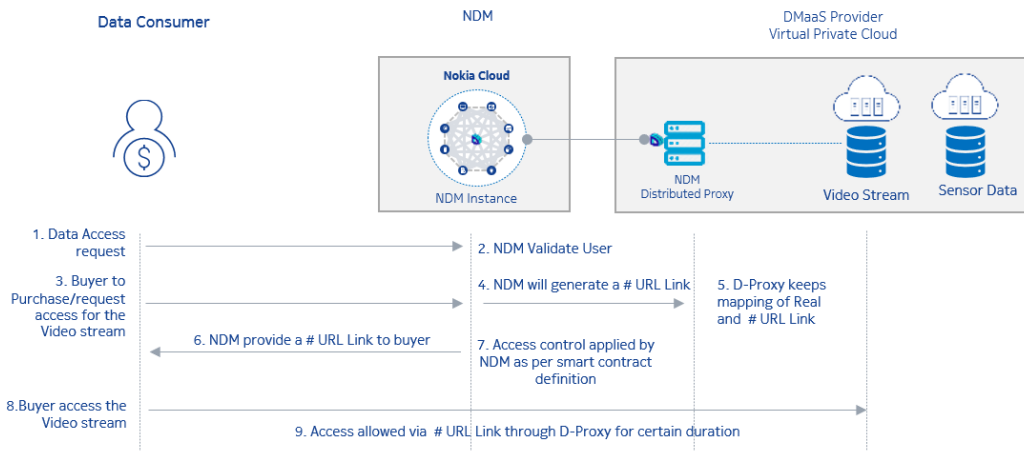 Data Consumer
NDM
DMaaS Provider
Virtual Private Cloud
Nokia Cloud
$
NDM Instance
NDM
Distributed Proxy
Video Stream
Sensor Data
1. Data Access
request
2. NDM Validate User
3. Buyer to
Purchase/request
access for the
Video stream
4. NDM will generate a # URL Link
5. D-Proxy keeps
mapping of Real
and # URL Link
6. NDM provide a # URL Link to buyer
7. Access control applied by
NDM as per smart contract
definition
8.Buyer access the
Video stream
9. Access allowed via # URL Link through D-Proxy for certain duration